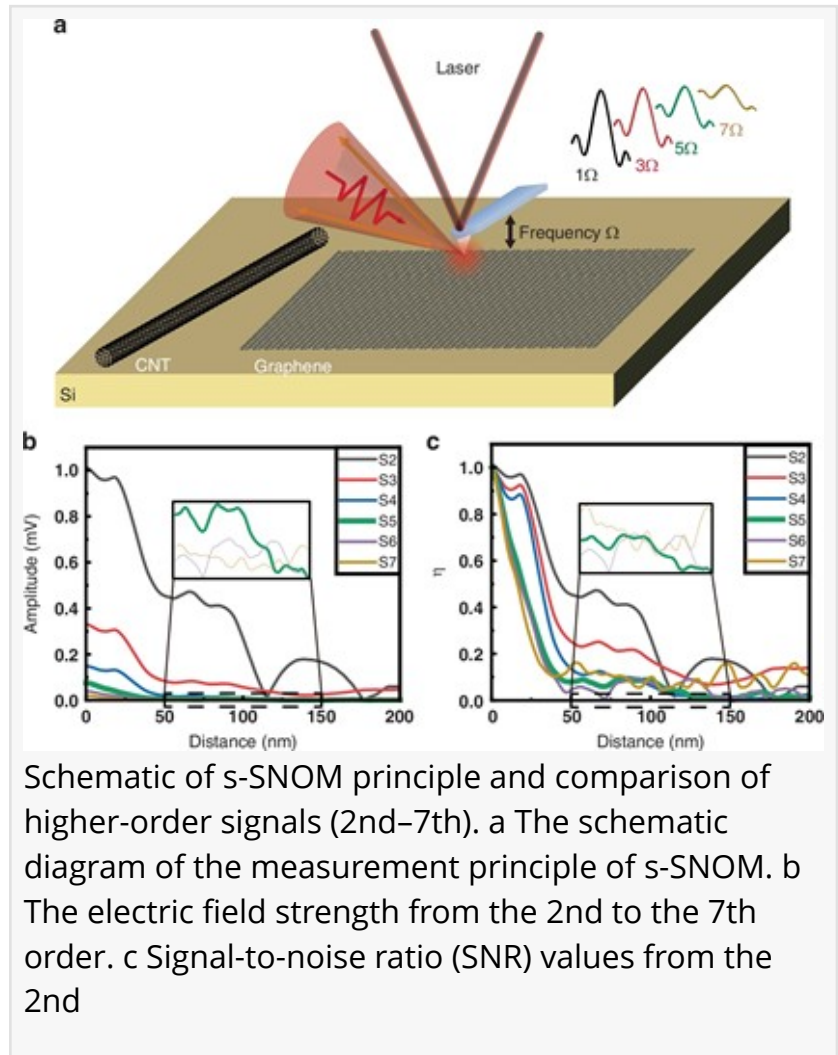 a
Laser
1Ω
3Ω
5Ω
7Ω
Frequency Ω
CNT
Graphene
Si
b
Amplitude (mV)
1.0
0.8
0.6
0.4
0.2
0.0
S2
S3
S4
S5
S6
S7
0 50 100 150 200
Distance (nm)
c
η
1.0
0.8
0.6
0.4
0.2
0.0
S2
S3
S4
S5
S6
S7
0 50 100 150 200
Distance (nm)
Schematic of s-SNOM principle and comparison of
higher-order signals (2nd–7th). a The schematic
diagram of the measurement principle of s-SNOM. b
The electric field strength from the 2nd to the 7th
order. c Signal-to-noise ratio (SNR) values from the
2nd